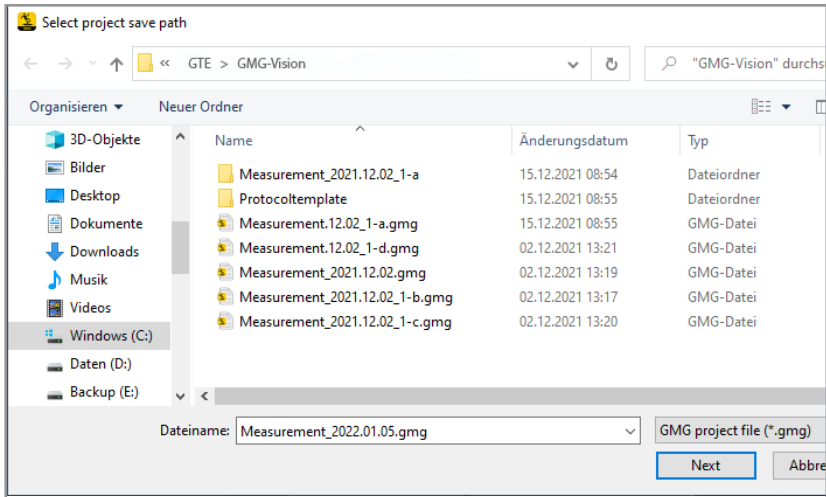 Select project save path
« GTE > GMG-Vision
"GMG-Vision" durchs
Organisieren Neuer Ordner
3D-Objekte
Bilder
Desktop
Dokumente
Downloads
Musik
Videos
Windows (C:)
Daten (D:)
Backup (E:)
Name Änderungsdatum Typ
Measurement_2021.12.02_1-a 15.12.2021 08:54 Dateiordner
Protocoltemplate 15.12.2021 08:55 Dateiordner
Measurement.12.02_1-a.gmg 15.12.2021 08:55 GMG-Datei
Measurement.12.02_1-d.gmg 02.12.2021 13:21 GMG-Datei
Measurement_2021.12.02.gmg 02.12.2021 13:19 GMG-Datei
Measurement_2021.12.02_1-b.gmg 02.12.2021 13:17 GMG-Datei
Measurement_2021.12.02_1-c.gmg 02.12.2021 13:20 GMG-Datei
Dateiname: Measurement_2022.01.05.gmg GMG project file (*.gmg)
Next Abbre